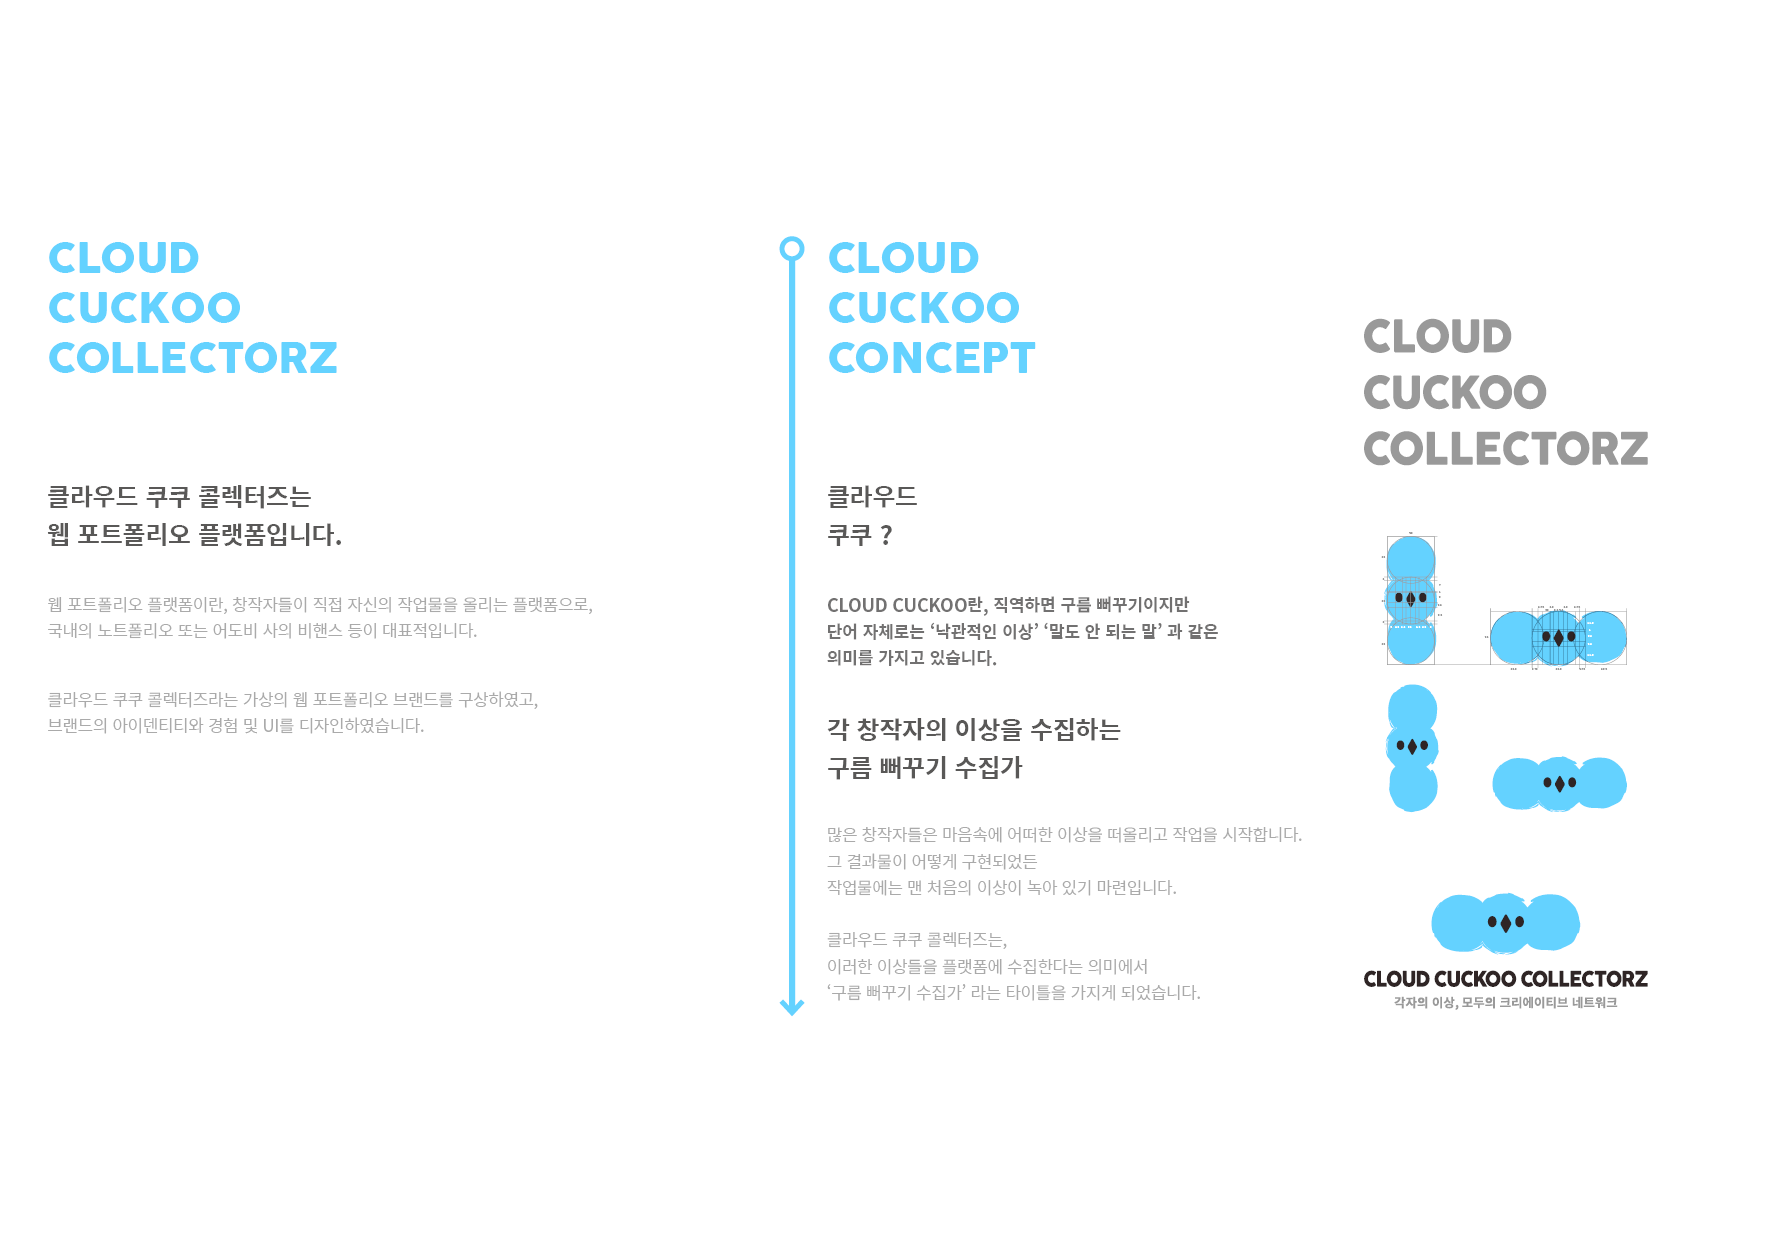 CLOUD
CUCKOO
COLLECTORZ
클라우드 쿠쿠 콜렉터즈는
웹 포트폴리오 플랫폼입니다.
웹 포트폴리오 플랫폼이란, 창작자들이 직접 자신의 작업물을 올리는 플랫폼으로,
국내의 노트폴리오 또는 어도비 사의 비핸스 등이 대표적입니다.
클라우드 쿠쿠 콜렉터즈라는 가상의 웹 포트폴리오 브랜드를 구상하였고,
브랜드의 아이덴티티와 경험 및 UI를 디자인하였습니다.
CLOUD
CUCKOO
CONCEPT
클라우드
쿠쿠 ?
CLOUD CUCKOO란, 직역하면 구름 뻐꾸기이지만
단어 자체로는 ‘낙관적인 이상’ ‘말도 안 되는 말’ 과 같은
의미를 가지고 있습니다.
각 창작자의 이상을 수집하는
구름 뻐꾸기 수집가
많은 창작자들은 마음속에 어떠한 이상을 떠올리고 작업을 시작합니다.
그 결과물이 어떻게 구현되었든
작업물에는 맨 처음의 이상이 녹아 있기 마련입니다.
클라우드 쿠쿠 콜렉터즈는,
이러한 이상들을 플랫폼에 수집한다는 의미에서
‘구름 뻐꾸기 수집가’ 라는 타이틀을 가지게 되었습니다.
CLOUD
CUCKOO
COLLECTORZ
CLOUD CUCKOO COLLECTORZ
각자의 이상, 모두의 크리에이티브 네트워크